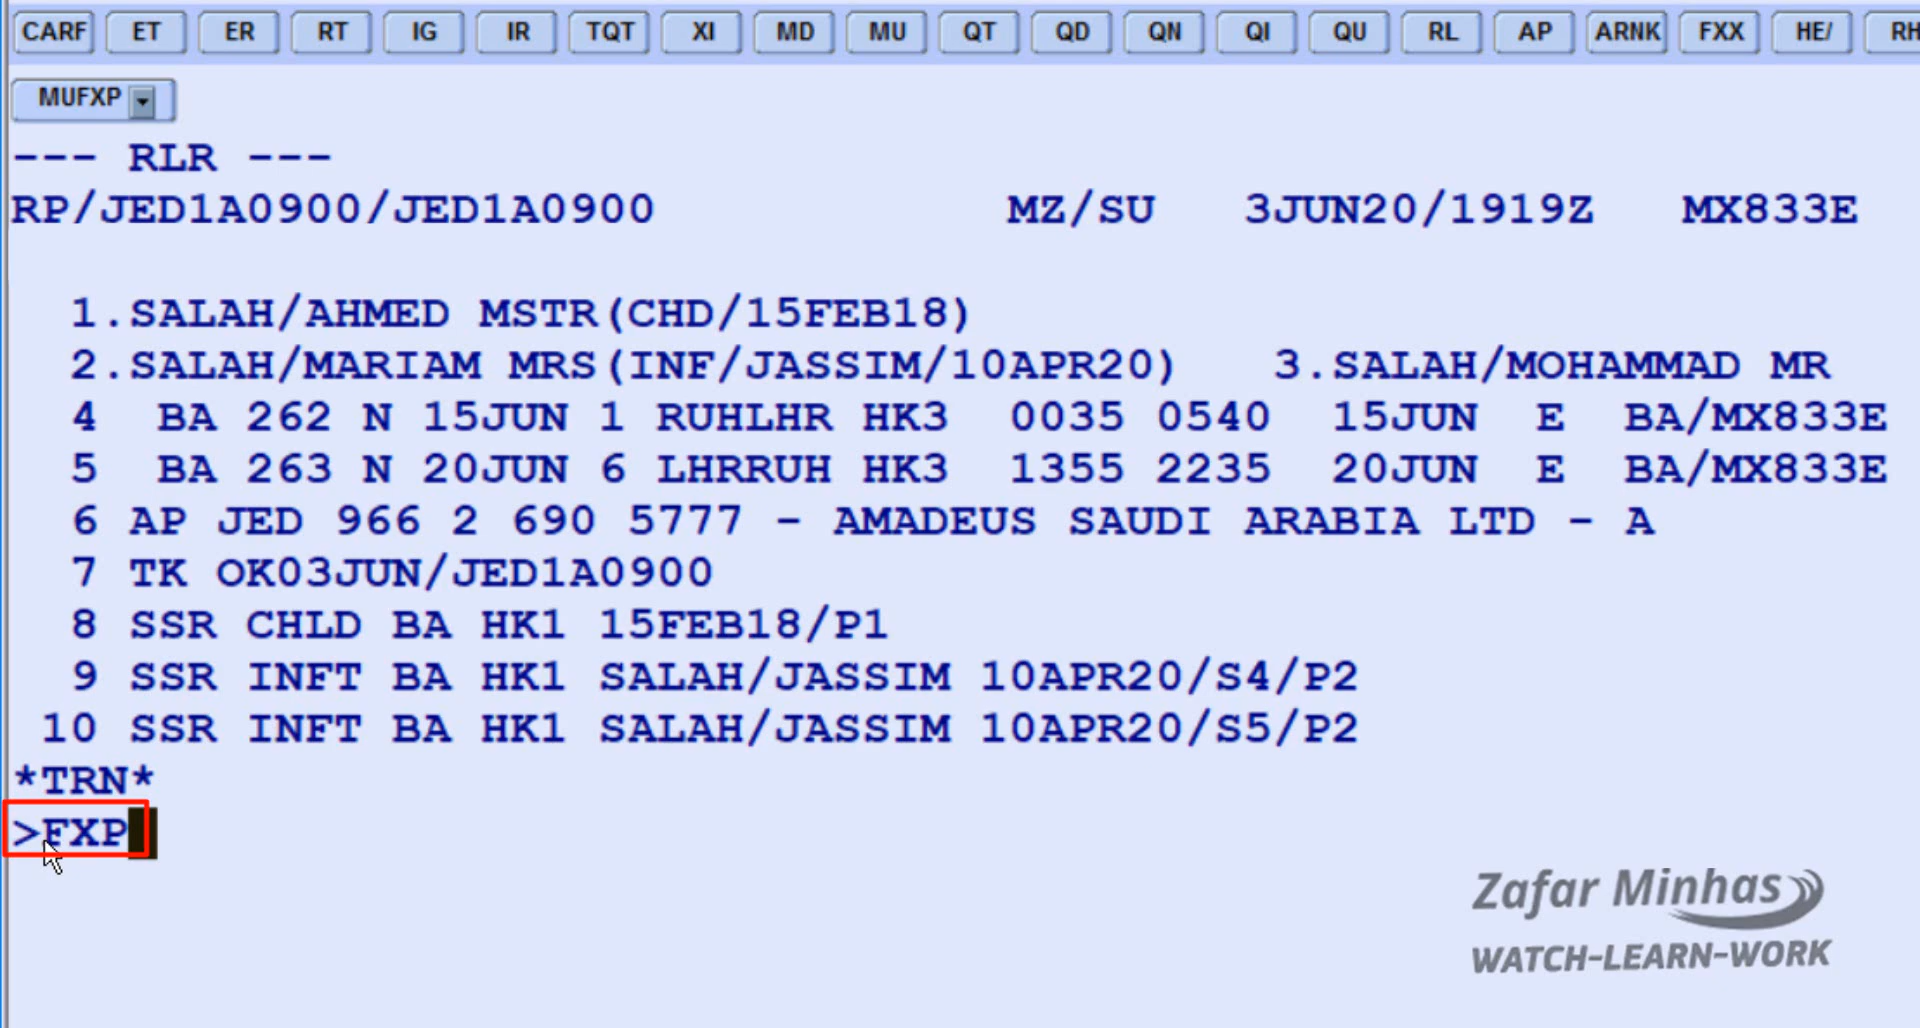 CARF ET ER RT IG IR TQT XI MD MU QT QD QN QI QU RL AP ARNK FXX HE/ RH
MUFXP
--- RLR ---
RP/JED1A0900/JED1A0900 MZ/SU 3JUN20/1919Z MX833E
1.SALAH/AHMED MSTR(CHD/15FEB18)
2.SALAH/MARIAM MRS(INF/JASSIM/10APR20) 3.SALAH/MOHAMMAD MR
4 BA 262 N 15JUN 1 RUHLHR HK3 0035 0540 15JUN E BA/MX833E
5 BA 263 N 20JUN 6 LHRRUH HK3 1355 2235 20JUN E BA/MX833E
6 AP JED 966 2 690 5777 - AMADEUS SAUDI ARABIA LTD - A
7 TK OK03JUN/JED1A0900
8 SSR CHLD BA HK1 15FEB18/P1
9 SSR INFT BA HK1 SALAH/JASSIM 10APR20/S4/P2
10 SSR INFT BA HK1 SALAH/JASSIM 10APR20/S5/P2
*TRN*
>FXP
Zafar Minhas
WATCH-LEARN-WORK